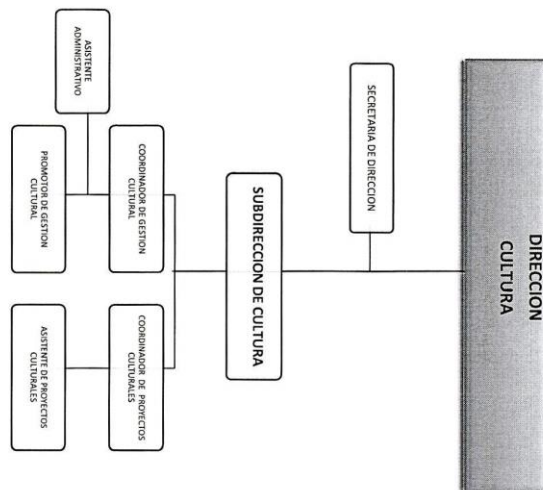 DIRECCION
CULTURA
SECRETARIA DE DIRECCION
SUBDIRECCION DE CULTURA
COORDINADOR DE GESTION
CULTURAL
COORDINADOR DE PROYECTOS
CULTURALES
ASISTENTE
ADMINISTRATIVO
PROMOTOR DE GESTION
CULTURAL
ASISTENTE DE PROYECTOS
CULTURALES